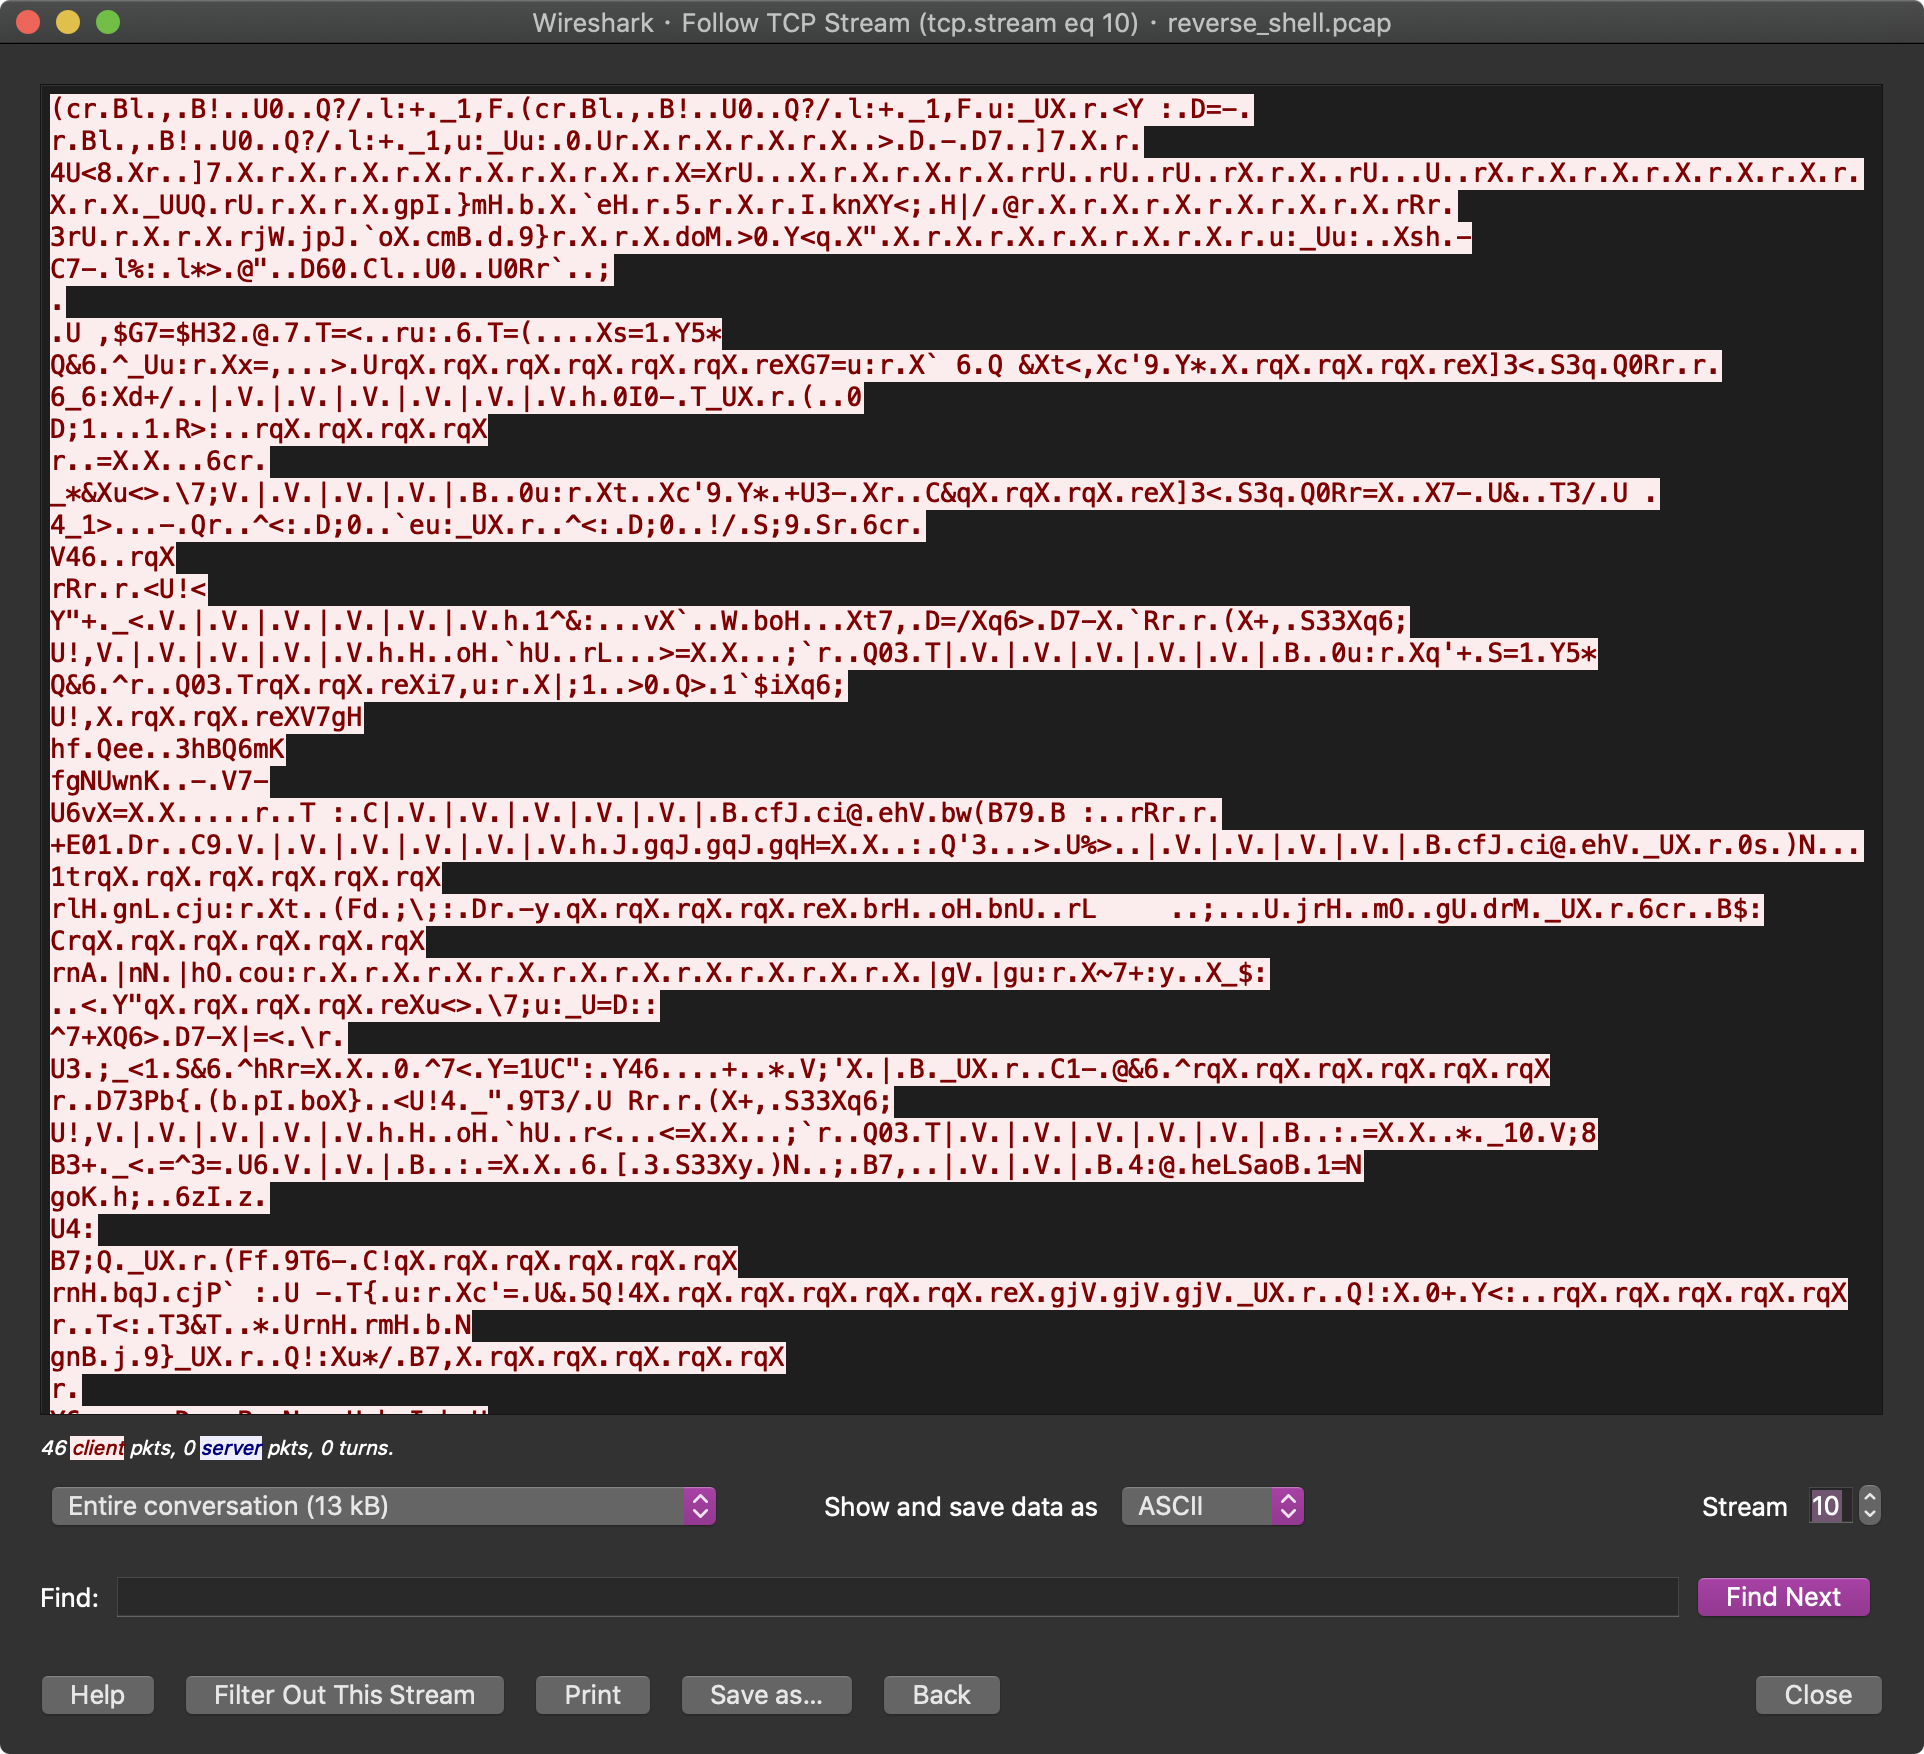 Wireshark · Follow TCP Stream (tcp.stream eq 10) · reverse_shell.pcap
(cr.Bl.,.B!..U0..Q?/.l:+._1,F.(cr.Bl.,.B!..U0..Q?/.l:+._1,F.u:_UX.r.<Y :.D=-.
r.Bl.,.B!..U0..Q?/.l:+._1,u:_Uu:.0.Ur.X.r.X.r.X.r.X..>.D.-.D7..]7.X.r.
4U<8.Xr..]7.X.r.X.r.X.r.X.r.X.r.X.r.X.r.X=XrU...X.r.X.r.X.r.X.rrU..rU..rU..rX.r.X..rU...U..rX.r.X.r.X.r.X.r.X.r.X.r.
X.r.X._UUQ.rU.r.X.r.X.gpI.}mH.b.X.`eH.r.5.r.X.r.I.knXY<;.H|/.@r.X.r.X.r.X.r.X.r.X.r.X.rRr.
3rU.r.X.r.X.rjW.jpJ.`oX.cmB.d.9}r.X.r.X.doM.>0.Y<q.X".X.r.X.r.X.r.X.r.X.r.X.r.u:_Uu:..Xsh.-
C7-.l%:.l*>.@"..D60.Cl..U0..U0Rr`..;
.
.U ,$G7=$H32.@.7.T=<..ru:.6.T=(....Xs=1.Y5*
Q&6.^_Uu:r.Xx=,...>.UrqX.rqX.rqX.rqX.rqX.rqX.reXG7=u:r.X` 6.Q &Xt<,Xc'9.Y*.X.rqX.rqX.rqX.reX]3<.S3q.Q0Rr.r.
6_6:Xd+/..|.V.|.V.|.V.|.V.|.V.|.V.h.0I0-.T_UX.r.(..0
D;1...1.R>:..rqX.rqX.rqX.rqX
r..=X.X...6cr.
_*&Xu<>.\7;V.|.V.|.V.|.V.|.B..0u:r.Xt..Xc'9.Y*.+U3-.Xr..C&qX.rqX.rqX.reX]3<.S3q.Q0Rr=X..X7-.U&..T3/.U .
4_1>...-.Qr..^<:.D;0..`eu:_UX.r..^<:.D;0..!/.S;9.Sr.6cr.
V46..rqX
rRr.r.<U!<
Y"+._<.V.|.V.|.V.|.V.|.V.|.V.h.1^&:...vX`..W.boH...Xt7,.D=/Xq6>.D7-X.`Rr.r.(X+,.S33Xq6;
U!,V.|.V.|.V.|.V.|.V.h.H..oH.`hU..rL...>=X.X...;`r..Q03.T|.V.|.V.|.V.|.V.|.V.|.B..0u:r.Xq'+.S=1.Y5*
Q&6.^r..Q03.TrqX.rqX.reXi7,u:r.X|;1..>0.Q>.1`$iXq6;
U!,X.rqX.rqX.reXV7gH
hf.Qee..3hBQ6mK
fgNUwnK..-.V7-
U6vX=X.X.....r..T :.C|.V.|.V.|.V.|.V.|.V.|.B.cfJ.ci@.ehV.bw(B79.B :..rRr.r.
+E01.Dr..C9.V.|.V.|.V.|.V.|.V.|.V.h.J.gqJ.gqJ.gqH=X.X..:.Q'3...>.U%>..|.V.|.V.|.V.|.V.|.B.cfJ.ci@.ehV._UX.r.0s.)N...
1trqX.rqX.rqX.rqX.rqX.rqX
rlH.gnL.cju:r.Xt..(Fd.;\;:.Dr.-y.qX.rqX.rqX.rqX.reX.brH..oH.bnU..rL     ..;...U.jrH..mO..gU.drM._UX.r.6cr..B$:
CrqX.rqX.rqX.rqX.rqX.rqX
rnA.|nN.|hO.cou:r.X.r.X.r.X.r.X.r.X.r.X.r.X.r.X.r.X.|gV.|gu:r.X~7+:y..X_$:
..<.Y"qX.rqX.rqX.rqX.reXu<>.\7;u:_U=D::
^7+XQ6>.D7-X|=<.\r.
U3.;_<1.S&6.^hRr=X.X..0.^7<.Y=1UC":.Y46....+..*.V;'X.|.B._UX.r..C1-.@&6.^rqX.rqX.rqX.rqX.rqX.rqX
r..D73Pb{.(b.pI.boX}..<U!4._".9T3/.U Rr.r.(X+,.S33Xq6;
U!,V.|.V.|.V.|.V.|.V.h.H..oH.`hU..r<...<=X.X...;`r..Q03.T|.V.|.V.|.V.|.V.|.V.|.B..:.=X.X..*._10.V;8
B3+._<.=^3=.U6.V.|.V.|.B..:.=X.X..6.[.3.S33Xy.)N..;.B7,..|.V.|.V.|.B.4:@.heLSaoB.1=N
goK.h;..6zI.z.
U4:
B7;Q._UX.r.(Ff.9T6-.C!qX.rqX.rqX.rqX.rqX.rqX
rnH.bqJ.cjP` :.U -.T{.u:r.Xc'=.U&.5Q!4X.rqX.rqX.rqX.rqX.rqX.reX.gjV.gjV.gjV._UX.r..Q!:X.0+.Y<:..rqX.rqX.rqX.rqX.rqX
r..T<:.T3&T..*.UrnH.rmH.b.N
gnB.j.9}_UX.r..Q!:Xu*/.B7,X.rqX.rqX.rqX.rqX.rqX
r.
46 client pkts, 0 server pkts, 0 turns.
Entire conversation (13 kB)
Show and save data as
ASCII
Stream
10
Find:
Find Next
Help
Filter Out This Stream
Print
Save as...
Back
Close